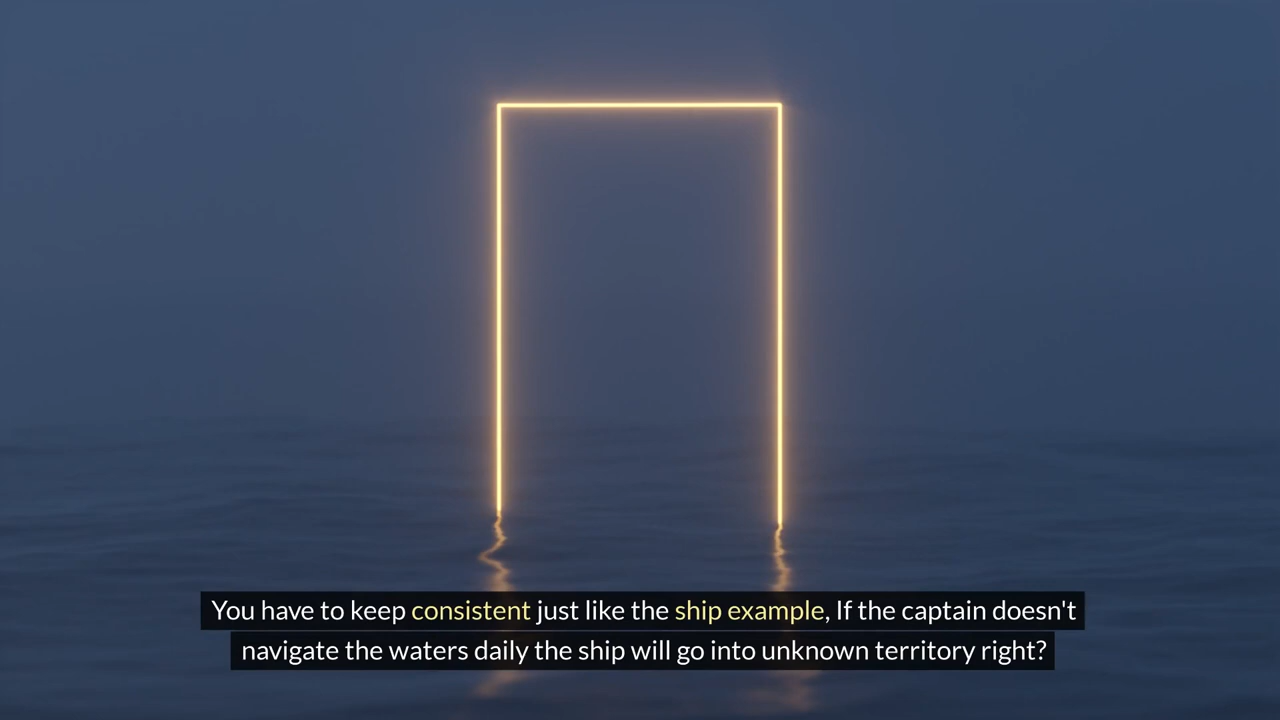 You have to keep consistent just like the ship example, If the captain doesn't
navigate the waters daily the ship will go into unknown territory right?